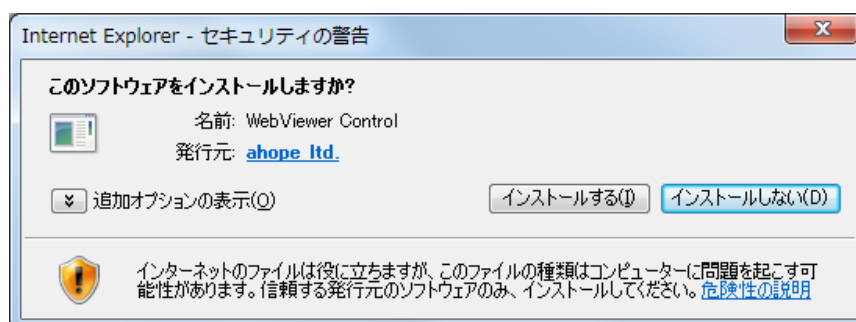 Internet Explorer - セキュリティの警告
このソフトウェアをインストールしますか?
名前: WebViewer Control
発行元: ahope ltd.
追加オプションの表示(O)
インストールする(I)
インストールしない(D)
インターネットのファイルは役に立ちますが、このファイルの種類はコンピューターに問題を起こす可
能性があります。信頼する発行元のソフトウェアのみ、インストールしてください。危険性の説明